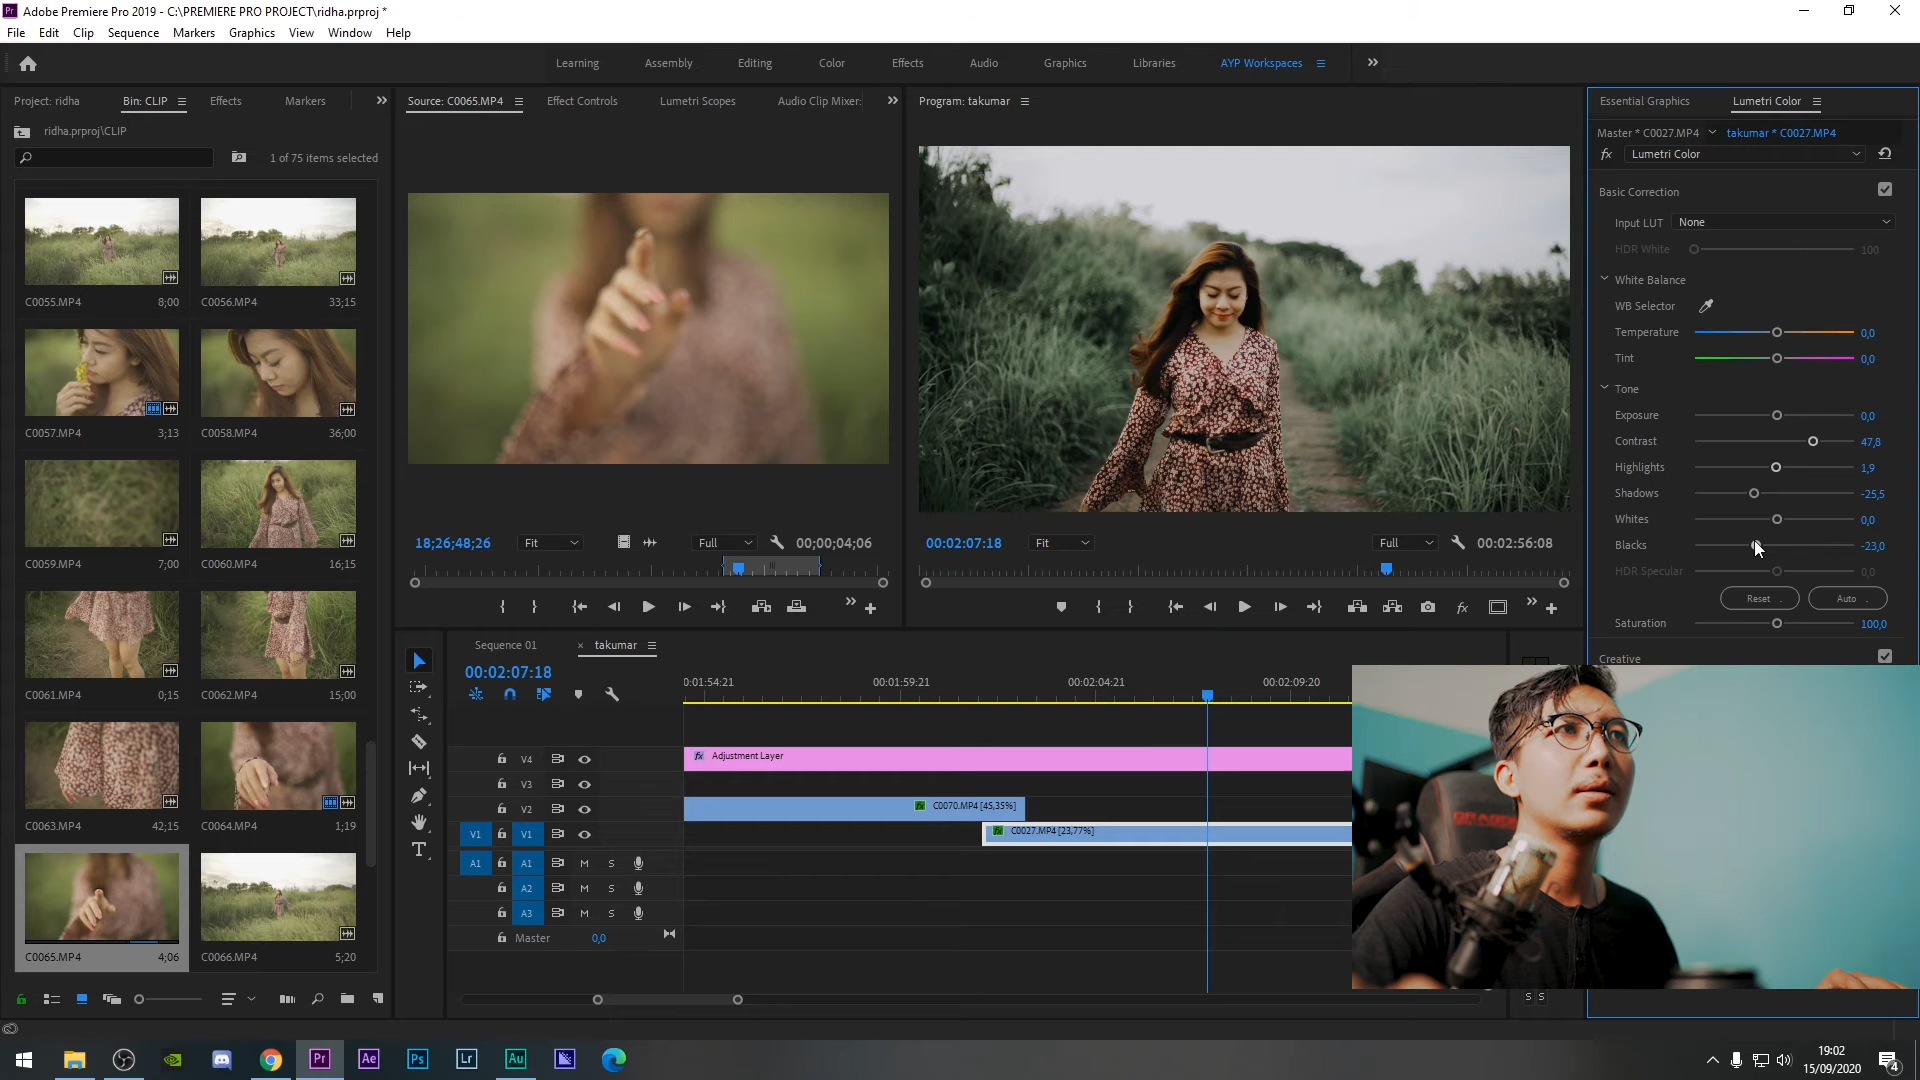 Adobe Premiere Pro 2019 - C:\PREMIERE PRO PROJECT\ridha.prproj *
File Edit Clip Sequence Markers Graphics View Window Help
Learning Assembly Editing Color Effects Audio Graphics Libraries AYP Workspaces
Project: ridha Bin: CLIP Effects Markers
ridha.prproj\CLIP
1 of 75 items selected
C0055.MP4 8;00 C0056.MP4 33;15
C0057.MP4 3;13 C0058.MP4 36;00
C0059.MP4 7;00 C0060.MP4 16;15
C0061.MP4 0;15 C0062.MP4 15;00
C0063.MP4 42;15 C0064.MP4 1;19
C0065.MP4 4;06 C0066.MP4 5;20
Source: C0065.MP4 Effect Controls Lumetri Scopes Audio Clip Mixer:
18;26;48;26 Fit Full 00;00;04;06
Program: takumar
00:02:07:18 Fit Full 00:02:56:08
Essential Graphics Lumetri Color
Master * C0027.MP4 takumar * C0027.MP4
fx Lumetri Color
Basic Correction
Input LUT None
HDR White 100
White Balance
WB Selector
Temperature 0,0
Tint 0,0
Tone
Exposure 0,0
Contrast 47,8
Highlights 1,9
Shadows -25,5
Whites 0,0
Blacks -23,0
HDR Specular 0,0
Reset Auto
Saturation 100,0
Creative
Sequence 01 × takumar
00:02:07:18
0:01:54:21 00:01:59:21 00:02:04:21 00:02:09:20
V4 fx Adjustment Layer
V3
V2 fx C0070.MP4 [45,35%]
V1 V1 fx C0027.MP4 [23,77%]
A1 A1 M S
A2 M S
A3 M S
Master 0,0
S S
Pr Ae Ps Lr Au
19:02
15/09/2020
4